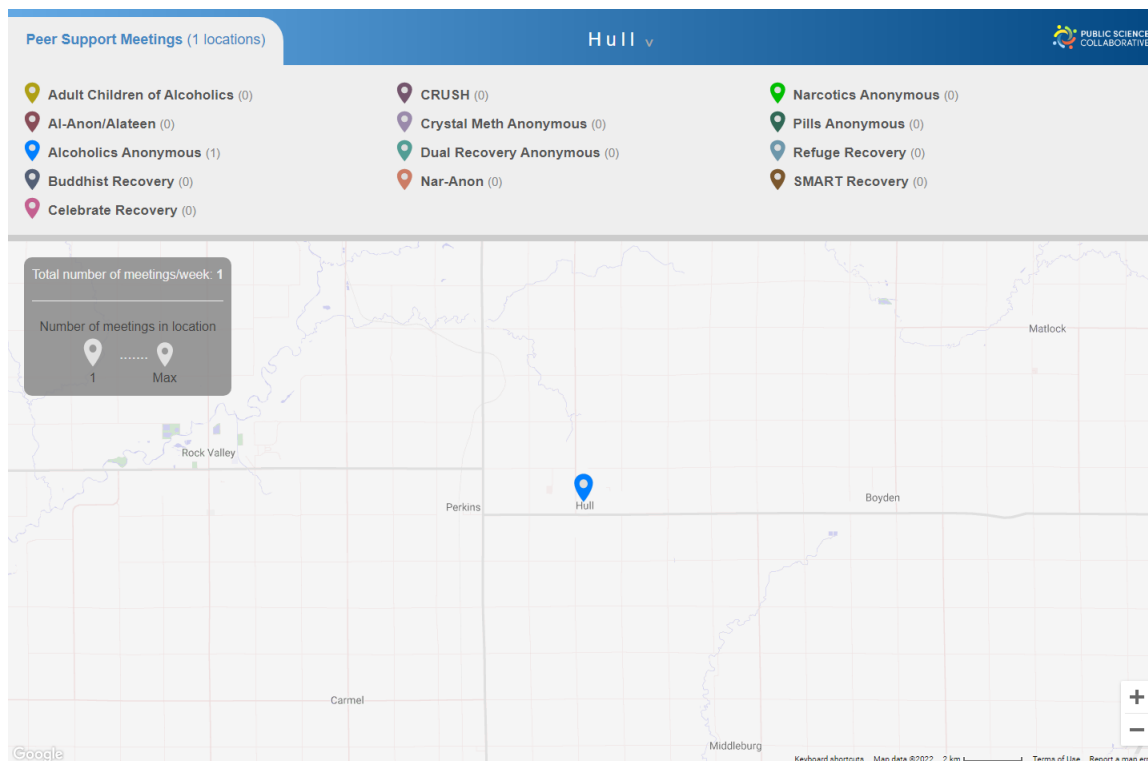 Peer Support Meetings (1 locations)
Hull v
PUBLIC SCIENCE
COLLABORATIVE
Adult Children of Alcoholics (0)
Al-Anon/Alateen (0)
Alcoholics Anonymous (1)
Buddhist Recovery (0)
Celebrate Recovery (0)
CRUSH (0)
Crystal Meth Anonymous (0)
Dual Recovery Anonymous (0)
Nar-Anon (0)
Narcotics Anonymous (0)
Pills Anonymous (0)
Refuge Recovery (0)
SMART Recovery (0)
Total number of meetings/week: 1
Number of meetings in location
1 ....... Max
Matlock
Rock Valley
Boyden
Perkins
Hull
Carmel
Middleburg
+
−
Google
Keyboard shortcuts Map data ©2022 2 km Terms of Use Report a map er